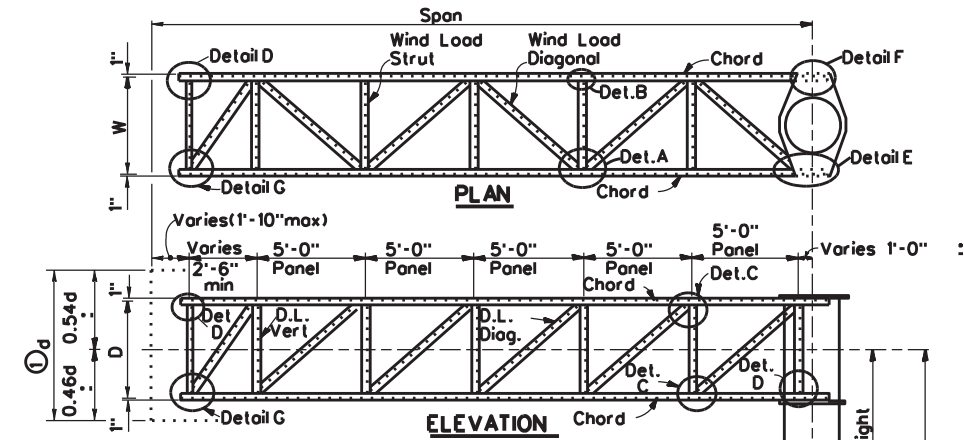 Span
Detail D
Wind Load
Strut
Wind Load
Diagonal
Chord
Detail F
1"
Det.B
W
Det.A
Detail E
Detail G
PLAN
Chord
1"
Varies(1'-10"max)
Varies
2'-6"
min
5'-0"
Panel
5'-0"
Panel
5'-0"
Panel
5'-0"
Panel
5'-0"
Panel
Varies 1'-0"
Chord
Det.C
1"
Det
D
D.L.
Vert
D.L.
Diag.
0.54d
1 d
D
0.46d
Det.
C
Det.
D
1"
Detail G
ELEVATION
Chord
ight